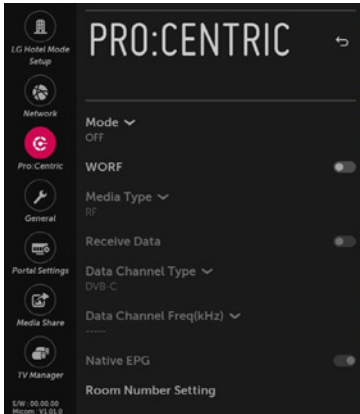 LG Hotel Mode
Setup
Network
Pro:Centric
General
Portal Settings
Media Share
TV Manager
S/W : 00.00.00
Micom : V1.01.0
PRO:CENTRIC
Mode
OFF
WORF
Media Type
RF
Receive Data
Data Channel Type
DVB-C
Data Channel Freq(kHz)
-----
Native EPG
Room Number Setting